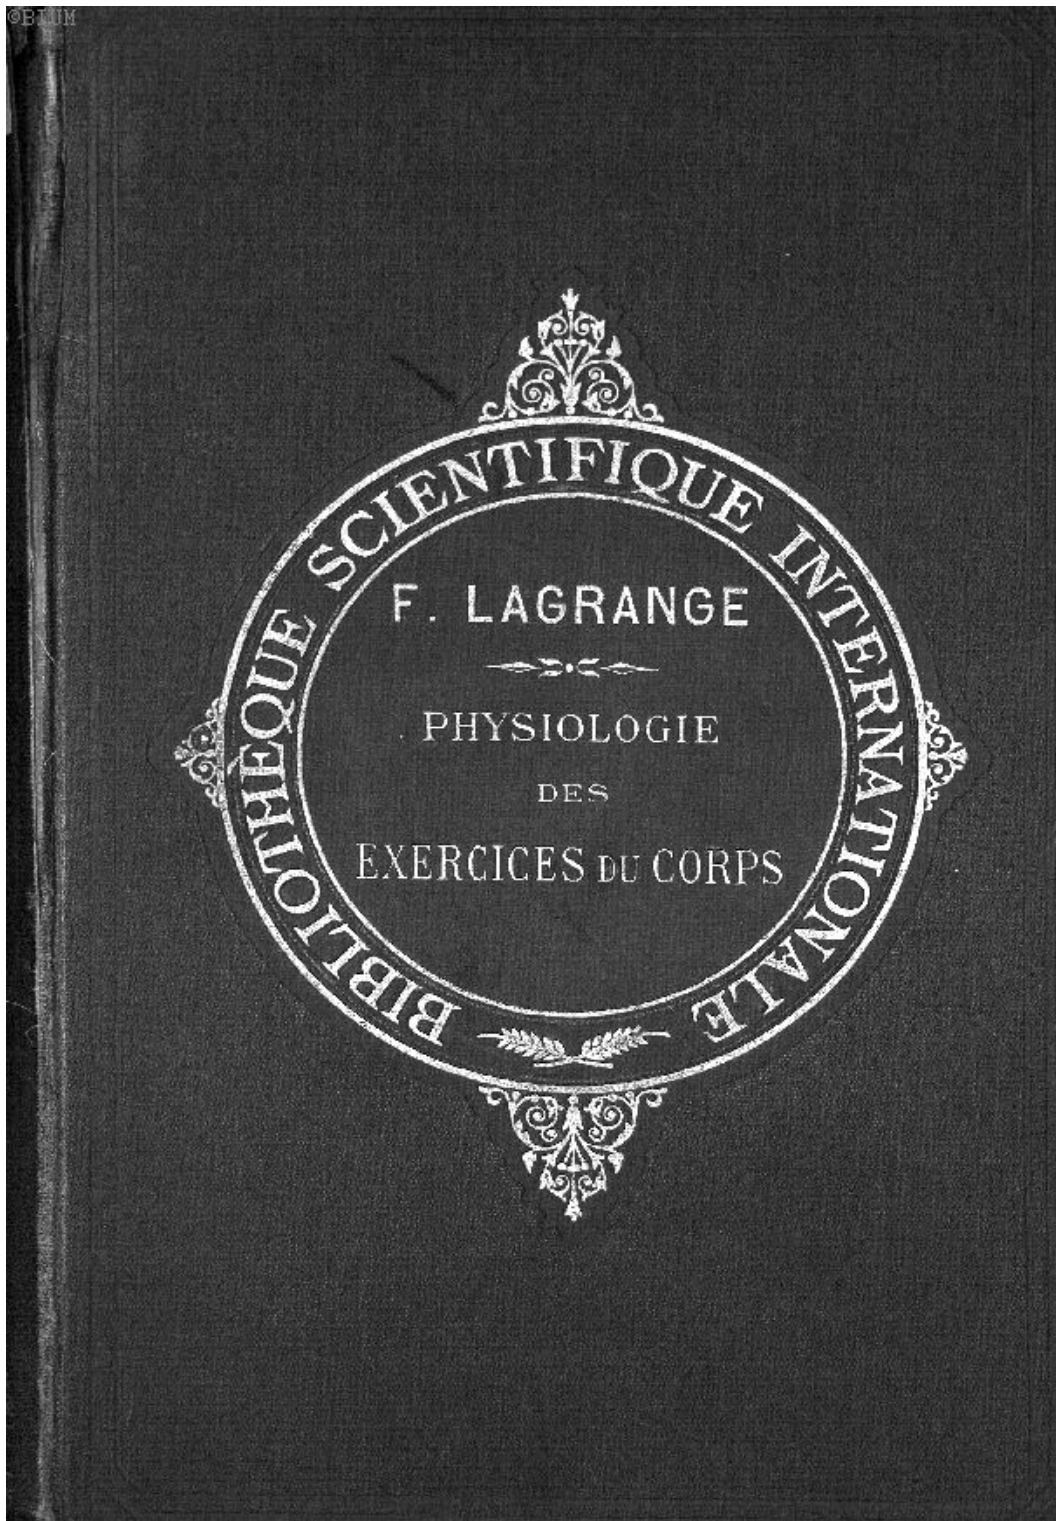 ©BIUM
BIBLIOTHÈQUE SCIENTIFIQUE INTERNATIONALE
F. LAGRANGE
PHYSIOLOGIE
DES
EXERCICES DU CORPS